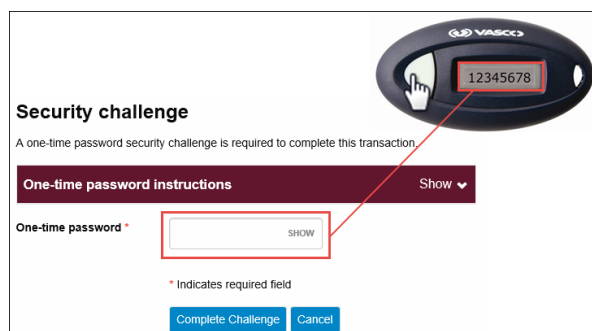 VASCO
12345678
Security challenge
A one-time password security challenge is required to complete this transaction.
One-time password instructions Show
One-time password *
SHOW
* Indicates required field
Complete Challenge Cancel